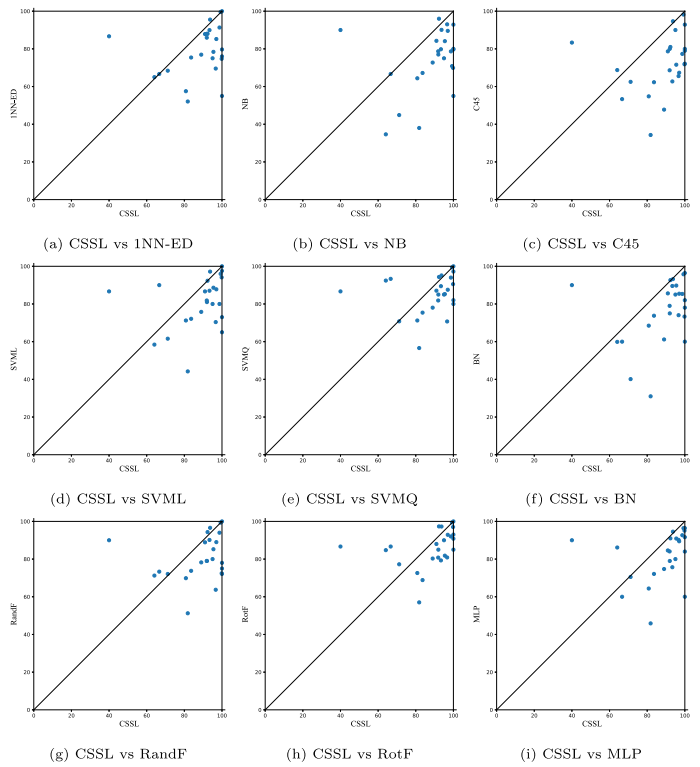 100
80
60
40
20
0
1NN-ED
0 20 40 60 80 100
CSSL
(a) CSSL vs 1NN-ED
100
80
60
40
20
0
NB
0 20 40 60 80 100
CSSL
(b) CSSL vs NB
100
80
60
40
20
0
C45
0 20 40 60 80 100
CSSL
(c) CSSL vs C45
100
80
60
40
20
0
SVML
0 20 40 60 80 100
CSSL
(d) CSSL vs SVML
100
80
60
40
20
0
SVMQ
0 20 40 60 80 100
CSSL
(e) CSSL vs SVMQ
100
80
60
40
20
0
BN
0 20 40 60 80 100
CSSL
(f) CSSL vs BN
100
80
60
40
20
0
RandF
0 20 40 60 80 100
CSSL
(g) CSSL vs RandF
100
80
60
40
20
0
RotF
0 20 40 60 80 100
CSSL
(h) CSSL vs RotF
100
80
60
40
20
0
MLP
0 20 40 60 80 100
CSSL
(i) CSSL vs MLP